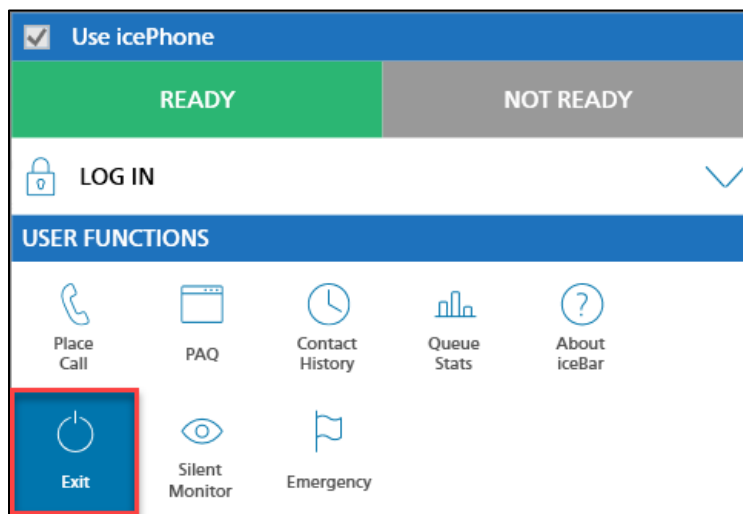 Use icePhone
READY
NOT READY
LOG IN
USER FUNCTIONS
Place
Call
PAQ
Contact
History
Queue
Stats
About
iceBar
Exit
Silent
Monitor
Emergency